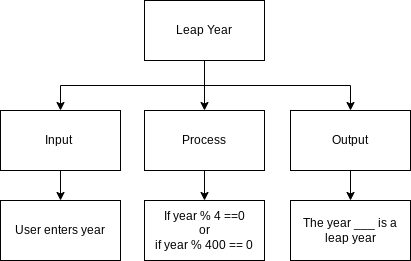 Leap Year
Input
Process
Output
User enters year
If year % 4 ==0
or
if year % 400 == 0
The year ___ is a
leap year